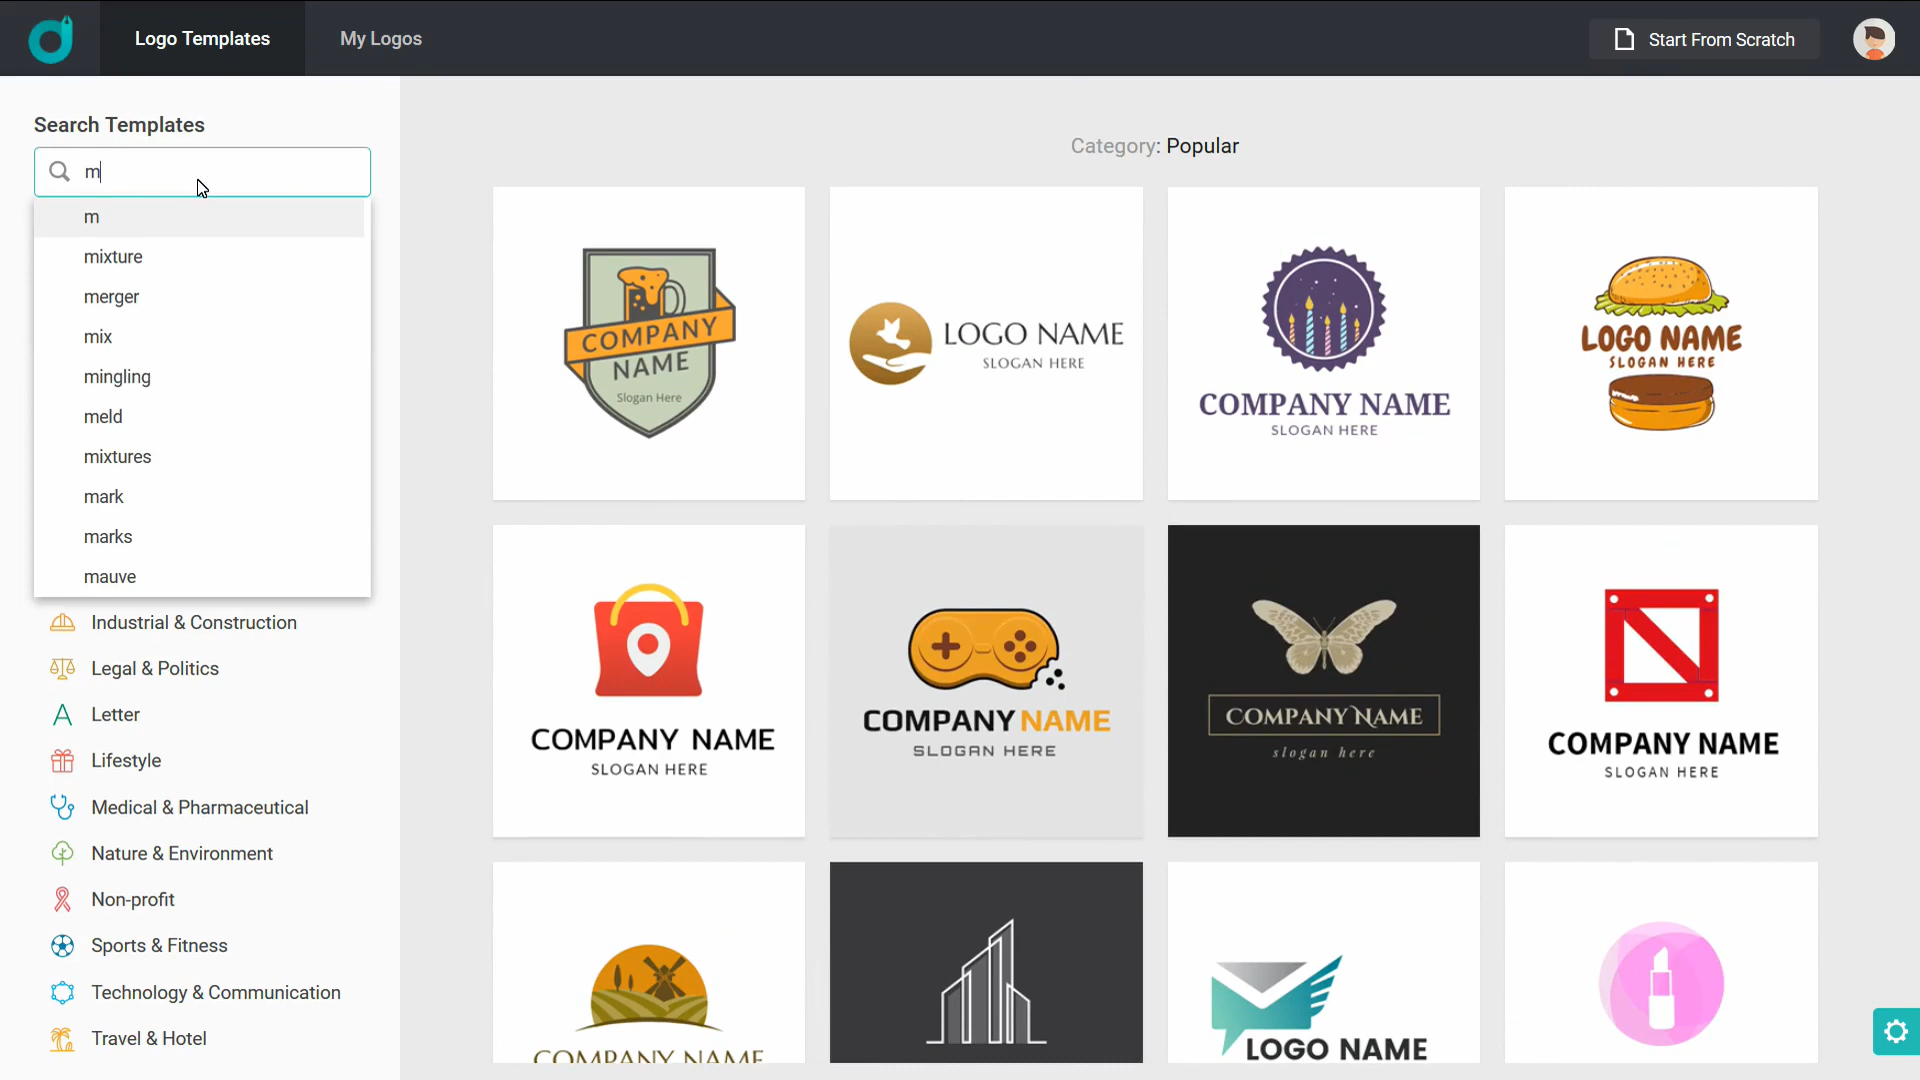 Logo Templates
My Logos
Start From Scratch
Search Templates
m
m
mixture
merger
mix
mingling
meld
mixtures
mark
marks
mauve
Industrial & Construction
Legal & Politics
Letter
Lifestyle
Medical & Pharmaceutical
Nature & Environment
Non-profit
Sports & Fitness
Technology & Communication
Travel & Hotel
Category: Popular
COMPANY
NAME
Slogan Here
LOGO NAME
SLOGAN HERE
COMPANY NAME
SLOGAN HERE
LOGO NAME
SLOGAN HERE
COMPANY NAME
SLOGAN HERE
COMPANY NAME
SLOGAN HERE
COMPANY NAME
slogan here
COMPANY NAME
SLOGAN HERE
COMPANY NAME
LOGO NAME